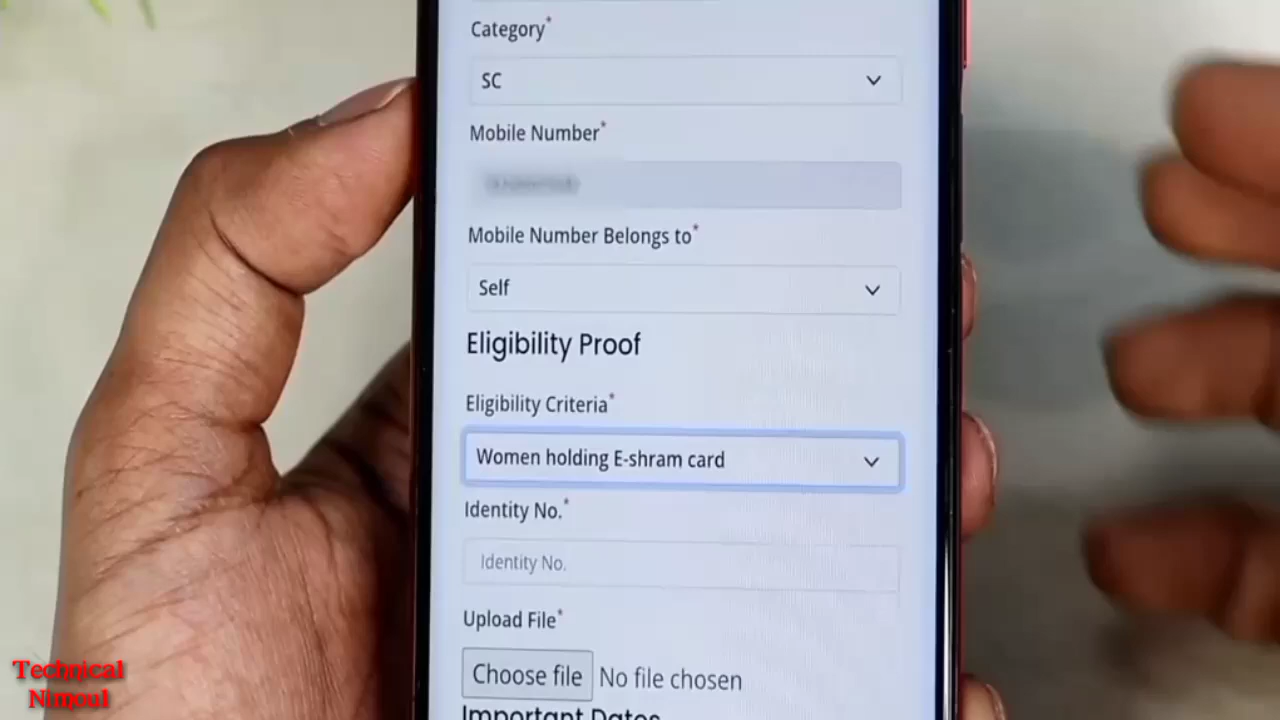 Category*
SC
Mobile Number*
Mobile Number Belongs to*
Self
Eligibility Proof
Eligibility Criteria*
Women holding E-shram card
Identity No.*
Identity No.
Upload File*
Choose file No file chosen
Important Dates
Technical
Nimoul